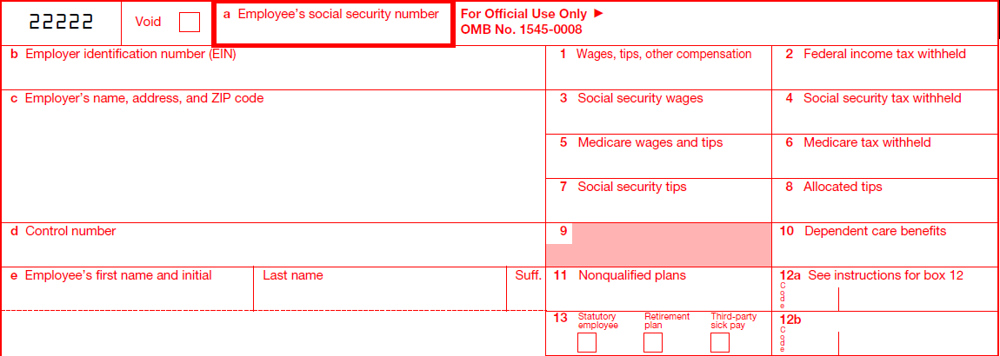 22222
Void
a Employee's social security number
For Official Use Only ►
OMB No. 1545-0008
b Employer identification number (EIN)
1 Wages, tips, other compensation
2 Federal income tax withheld
c Employer's name, address, and ZIP code
3 Social security wages
4 Social security tax withheld
5 Medicare wages and tips
6 Medicare tax withheld
7 Social security tips
8 Allocated tips
d Control number
9
10 Dependent care benefits
e Employee's first name and initial
Last name
Suff.
11 Nonqualified plans
12a See instructions for box 12
Code
13 Statutory employee
Retirement plan
Third-party sick pay
12b
Code